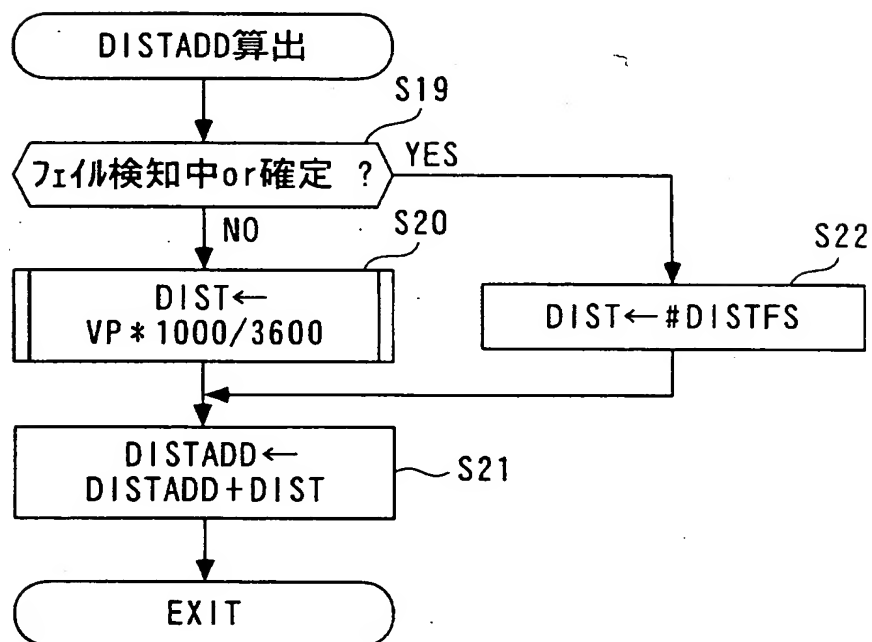 DISTADD算出
S19
フェイル検知中or確定 ?
YES
NO
S20
S22
DIST←
VP*1000/3600
DIST←#DISTFS
DISTADD←
DISTADD+DIST
S21
EXIT